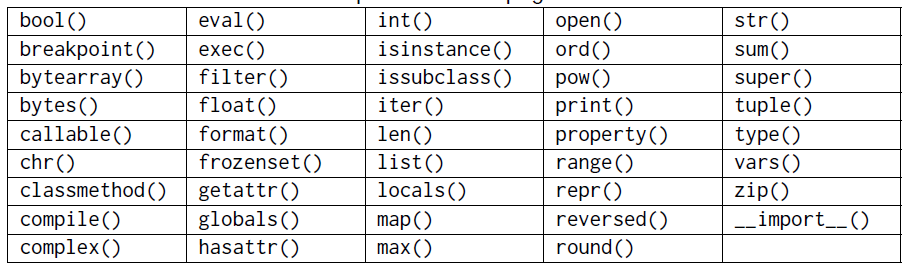 bool() eval() int() open() str()
breakpoint() exec() isinstance() ord() sum()
bytearray() filter() issubclass() pow() super()
bytes() float() iter() print() tuple()
callable() format() len() property() type()
chr() frozenset() list() range() vars()
classmethod() getattr() locals() repr() zip()
compile() globals() map() reversed() __import__()
complex() hasattr() max() round()